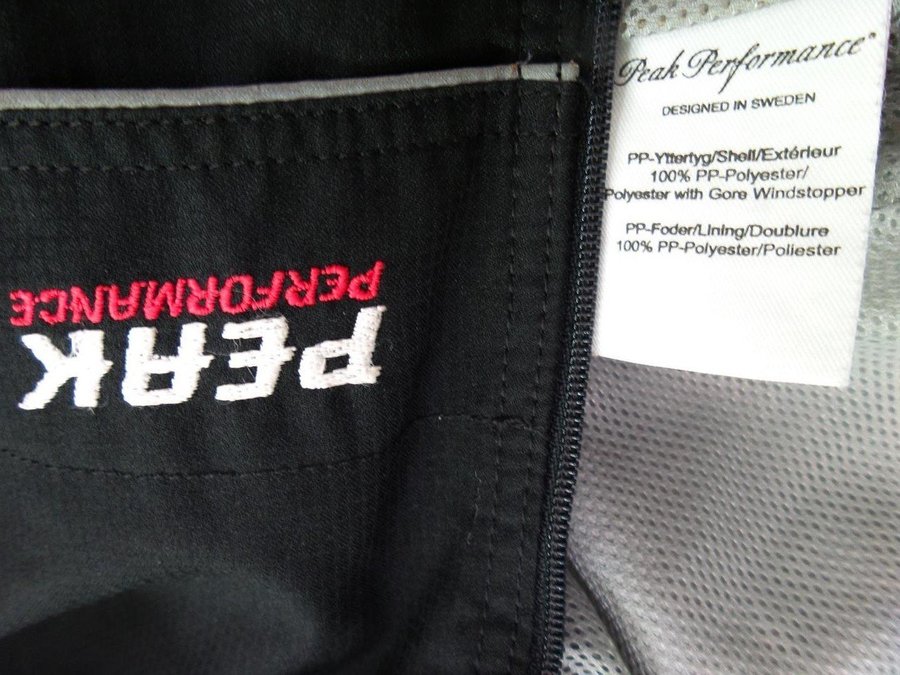 PEAK
PERFORMANCE
Peak Performance®
DESIGNED IN SWEDEN
PP-Yttertyg/Shell/Extérieur
100% PP-Polyester/
Polyester with Gore Windstopper
PP-Foder/Lining/Doublure
100% PP-Polyester/Poliester